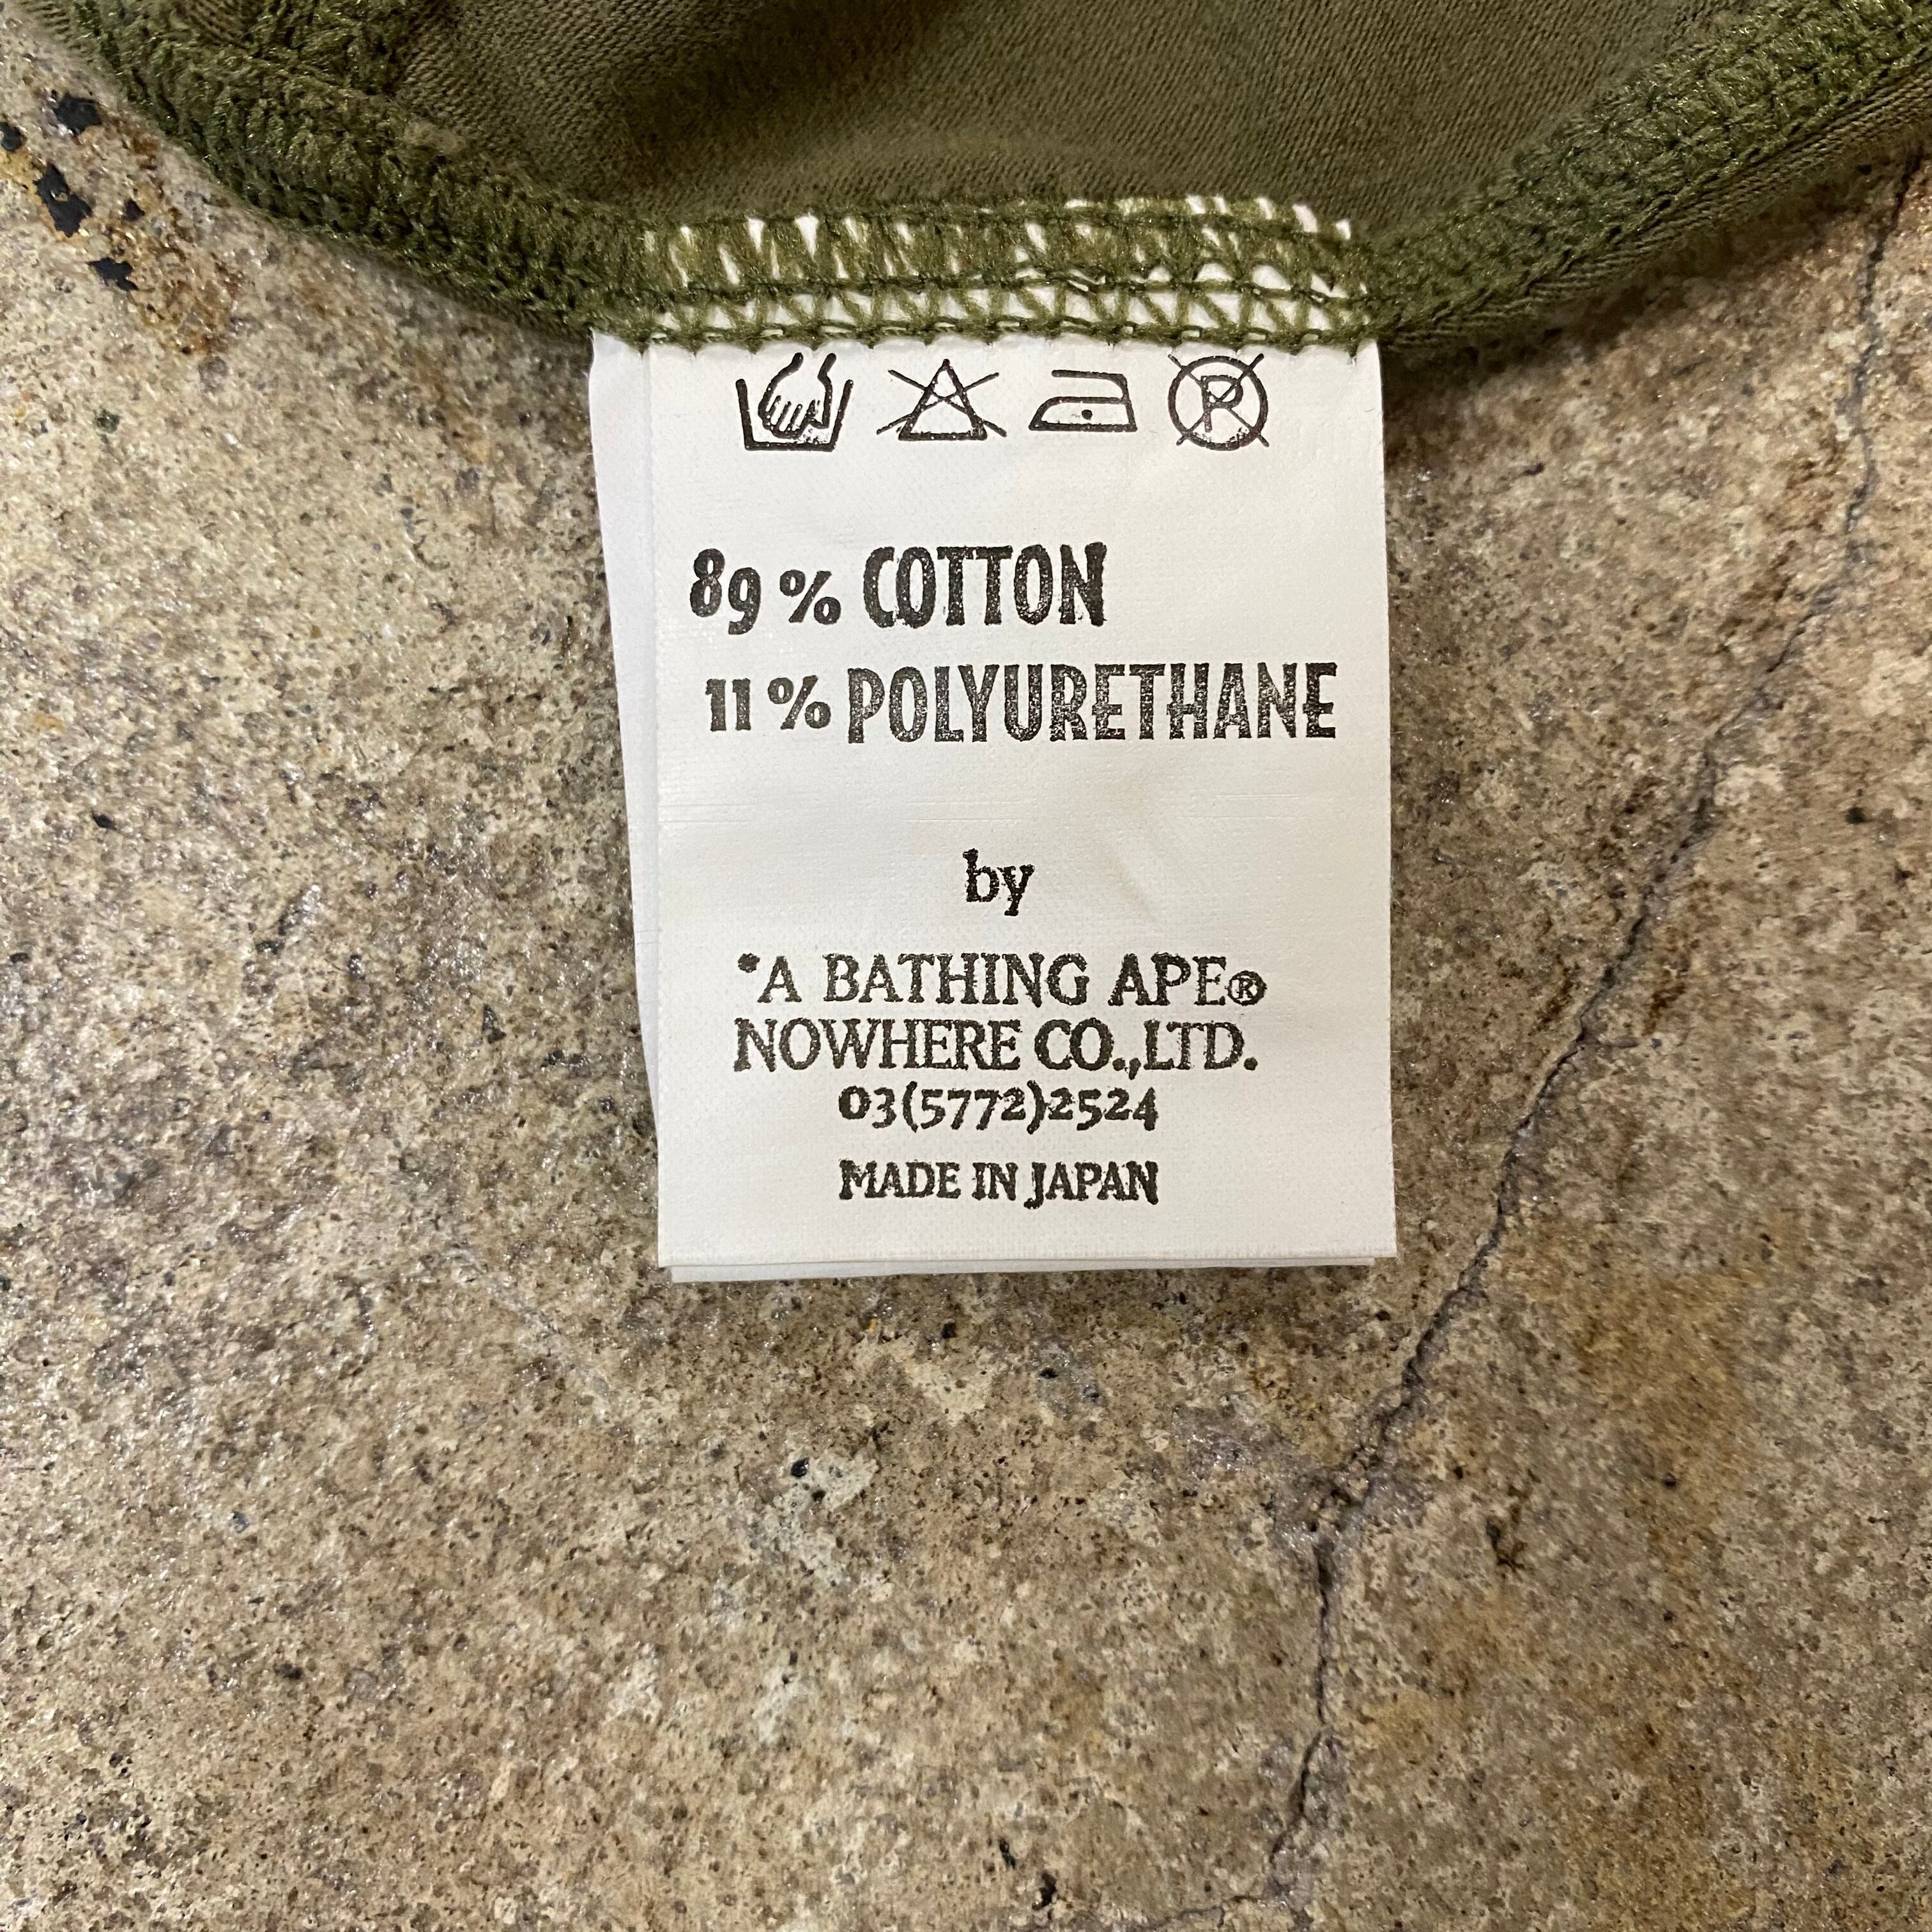 P
89% COTTON
11% POLYURETHANE
by
*A BATHING APE®
NOWHERE CO.,LTD.
03(5772)2524
MADE IN JAPAN